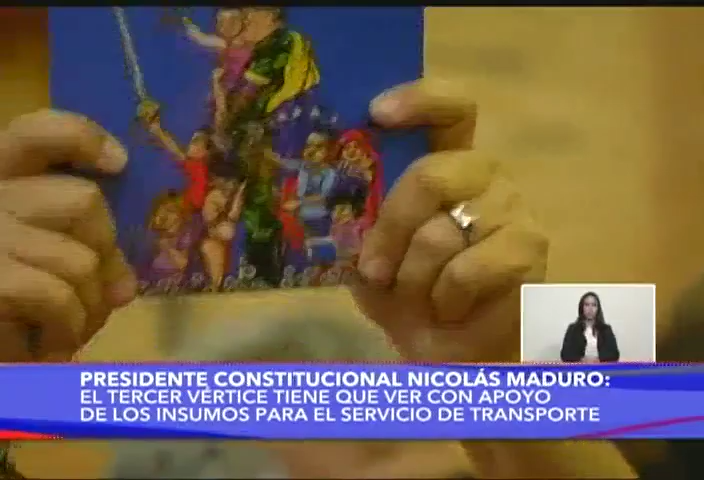 PRESIDENTE CONSTITUCIONAL NICOLÁS MADURO:
EL TERCER VÉRTICE TIENE QUE VER CON APOYO
DE LOS INSUMOS PARA EL SERVICIO DE TRANSPORTE